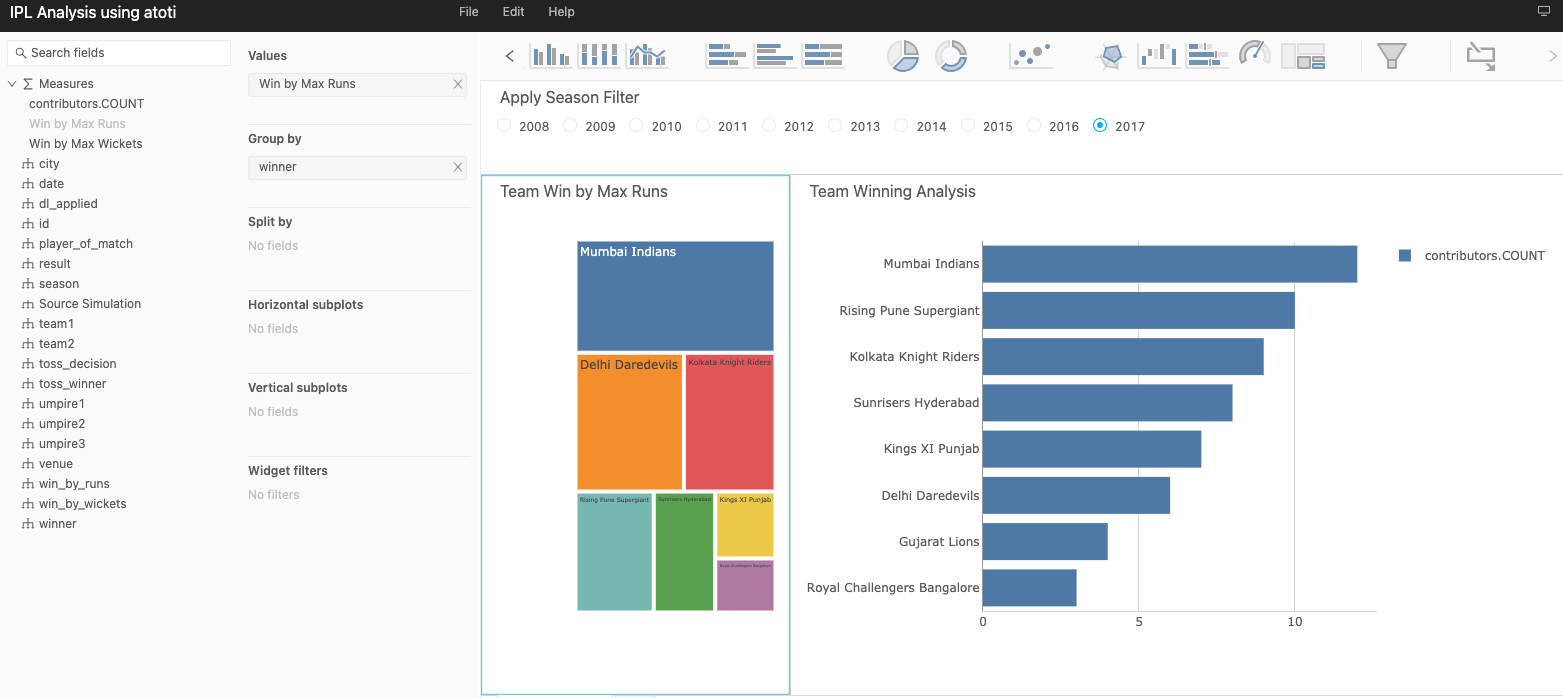 IPL Analysis using atoti
File Edit Help
Search fields
Measures
contributors.COUNT
Win by Max Runs
Win by Max Wickets
city
date
dl_applied
id
player_of_match
result
season
Source Simulation
team1
team2
toss_decision
toss_winner
umpire1
umpire2
umpire3
venue
win_by_runs
win_by_wickets
winner
Values
Win by Max Runs
Group by
winner
Split by
No fields
Horizontal subplots
No fields
Vertical subplots
No fields
Widget filters
No filters
Apply Season Filter
2008 2009 2010 2011 2012 2013 2014 2015 2016 2017
Team Win by Max Runs
Mumbai Indians
Delhi Daredevils
Kolkata Knight Riders
Rising Pune Supergiant
Sunrisers Hyderabad
Kings XI Punjab
Royal Challengers Bangalore
Team Winning Analysis
Mumbai Indians
Rising Pune Supergiant
Kolkata Knight Riders
Sunrisers Hyderabad
Kings XI Punjab
Delhi Daredevils
Gujarat Lions
Royal Challengers Bangalore
0 5 10
contributors.COUNT